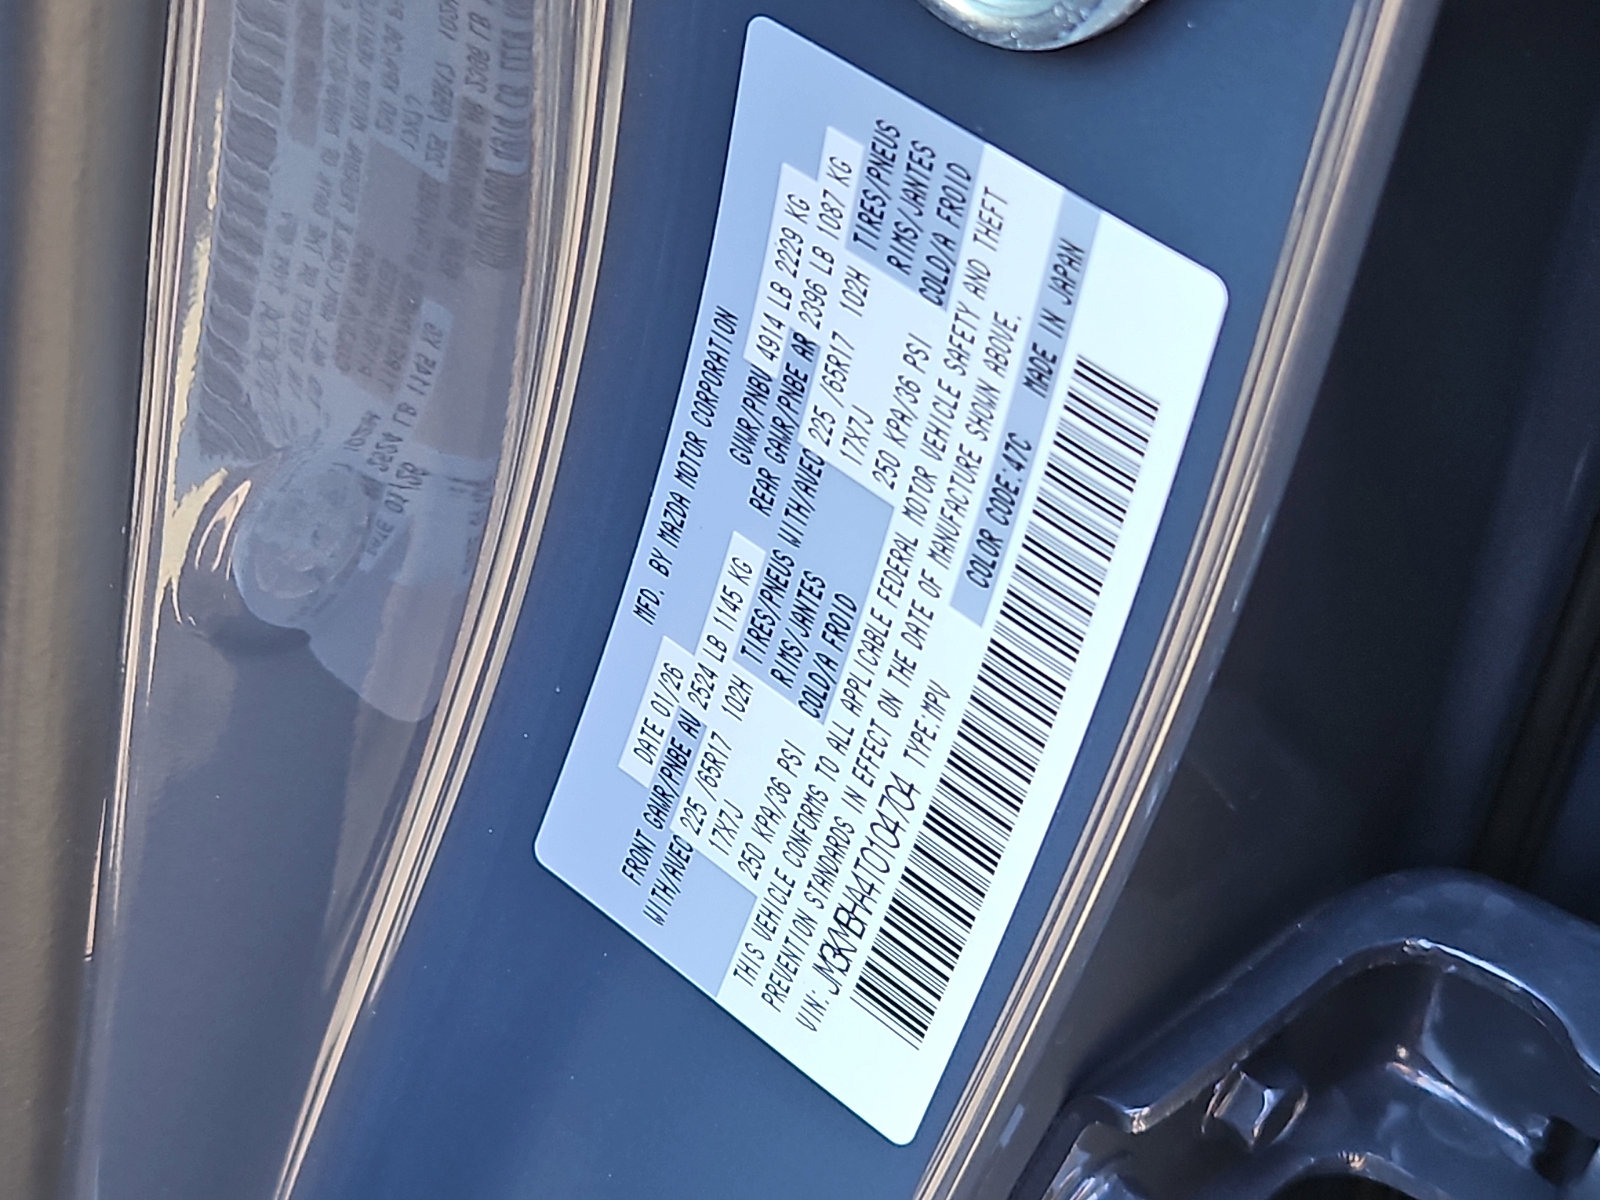 MFD. BY MAZDA MOTOR CORPORATION
DATE 01/26 GVWR/PNBV 4914 LB 2229 KG
FRONT GAWR/PNBE AV 2524 LB 1145 KG REAR GAWR/PNBE AR 2396 LB 1087 KG
WITH/AVEC 225 /65R17 102H TIRES/PNEUS WITH/AVEC 225 /65R17 102H TIRES/PNEUS
17X7J RIMS/JANTES 17X7J RIMS/JANTES
250 KPA/36 PSI COLD/A FROID 250 KPA/36 PSI COLD/A FROID
THIS VEHICLE CONFORMS TO ALL APPLICABLE FEDERAL MOTOR VEHICLE SAFETY AND THEFT
PREVENTION STANDARDS IN EFFECT ON THE DATE OF MANUFACTURE SHOWN ABOVE.
VIN: JM3KMBHA4T0104704 TYPE:MPV COLOR CODE:47C MADE IN JAPAN